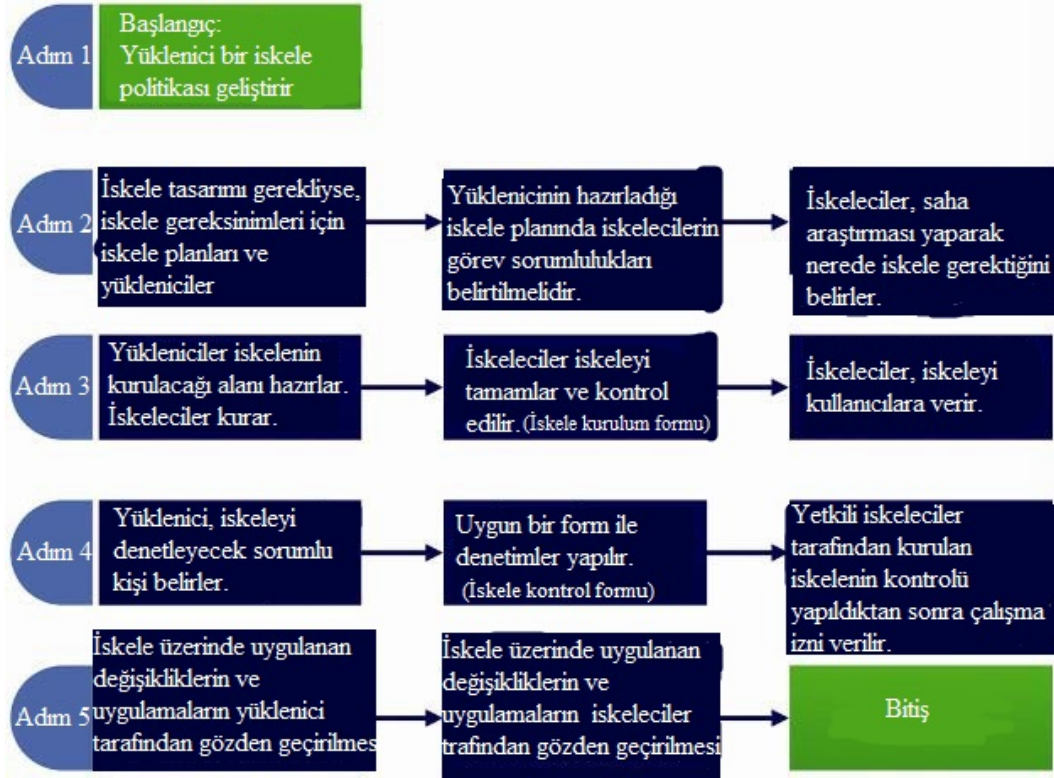 Adım 1
Başlangıç:
Yüklenici bir iskele
politikası geliştirir
Adım 2
İskele tasarımı gerekliyse,
iskele gereksinimleri için
iskele planları ve
yükleniciler
Yüklenicinin hazırladığı
iskele planında iskelecilerin
görev sorumlulukları
belirtilmelidir.
İskeleciler, saha
araştırması yaparak
nerede iskele gerektiğini
belirler.
Adım 3
Yükleniciler iskelenin
kurulacağı alanı hazırlar.
İskeleciler kurar.
İskeleciler iskeleyi
tamamlar ve kontrol
edilir. (İskele kurulum formu)
İskeleciler, iskeleyi
kullanıcılara verir.
Adım 4
Yüklenici, iskeleyi
denetleyecek sorumlu
kişi belirler.
Uygun bir form ile
denetimler yapılır.
(İskele kontrol formu)
Yetkili iskeleciler
tarafından kurulan
iskelenin kontrolü
yapıldıktan sonra çalışma
izni verilir.
Adım 5
İskele üzerinde uygulanan
değişikliklerin ve
uygulamaların yüklenici
tarafından gözden geçirilmes
İskele üzerinde uygulanan
değişikliklerin ve
uygulamaların iskeleciler
trafından gözden geçirilmesi
Bitiş